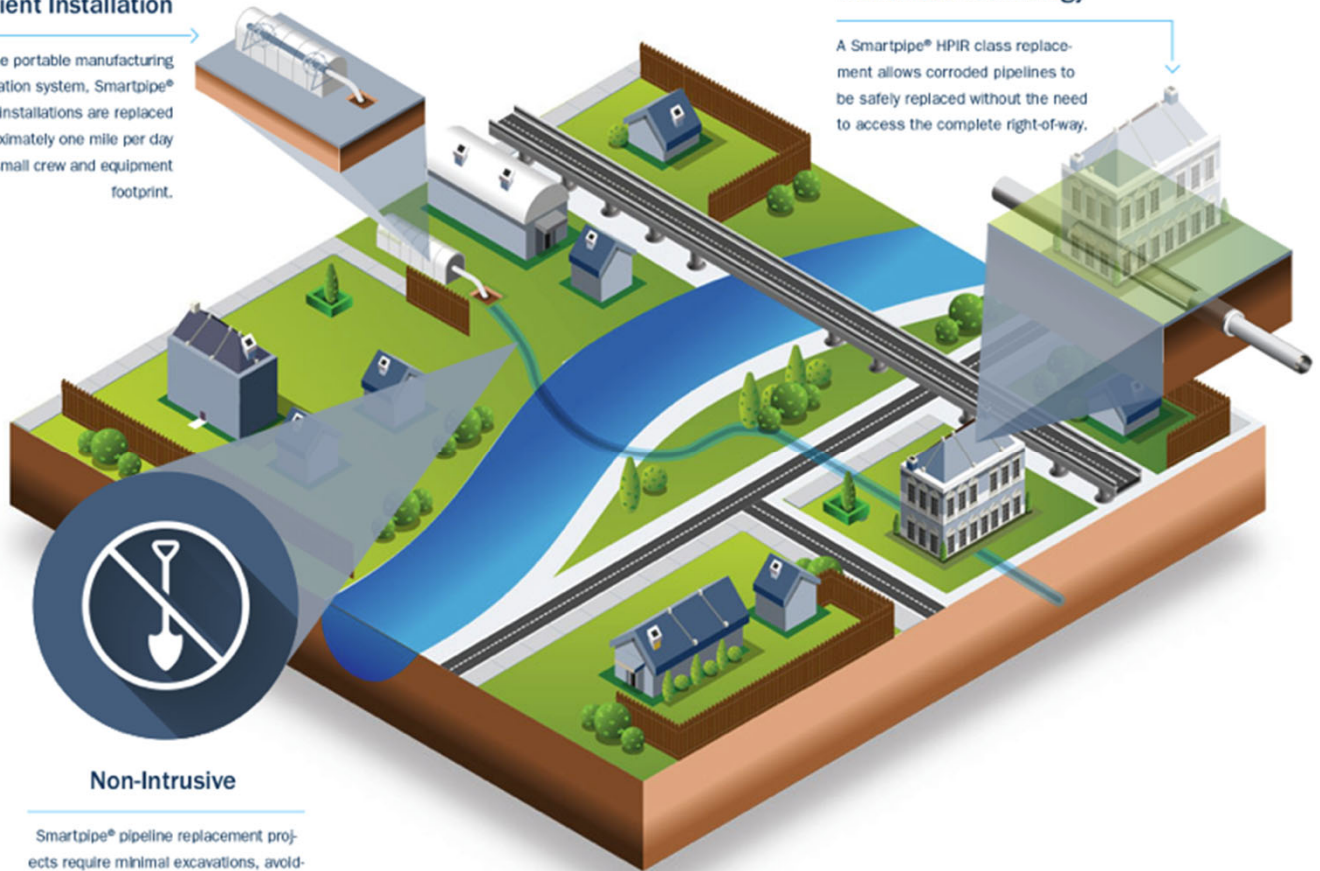 ient Installation
e portable manufacturing
ation system, Smartpipe®
installations are replaced
ximately one mile per day
mall crew and equipment
footprint.
A Smartpipe® HPIR class replace-
ment allows corroded pipelines to
be safely replaced without the need
to access the complete right-of-way.
Non-Intrusive
Smartpipe® pipeline replacement proj-
ects require minimal excavations, avoid-